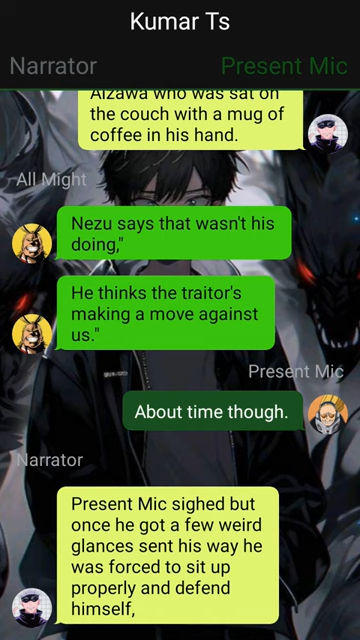 Kumar Ts
Narrator
Present Mic
Aizawa who was sat on
the couch with a mug of
coffee in his hand.
All Might
Nezu says that wasn't his
doing,"
He thinks the traitor's
making a move against
us."
Present Mic
About time though.
Narrator
Present Mic sighed but
once he got a few weird
glances sent his way he
was forced to sit up
properly and defend
himself,